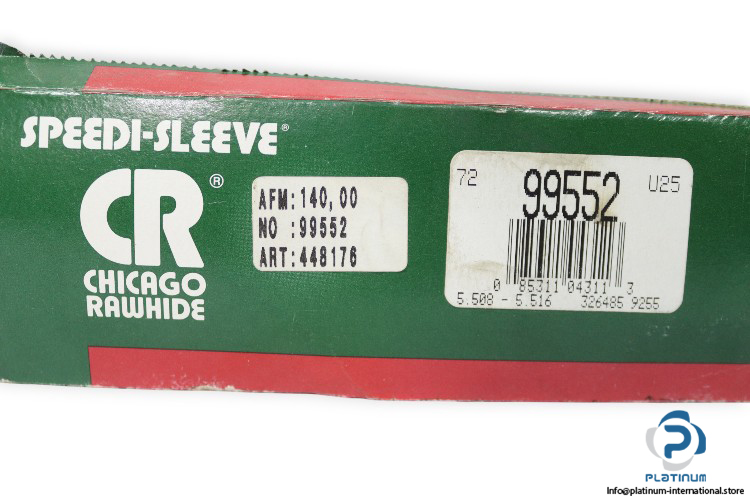 SPEEDI-SLEEVE®
CR®
CHICAGO
RAWHIDE
AFM:140,00
NO :99552
ART:448176
72 99552 U25
0 85311 04311 3
5.508 - 5.516 326485 9255
PLATINUM
Info@platinum-international.store